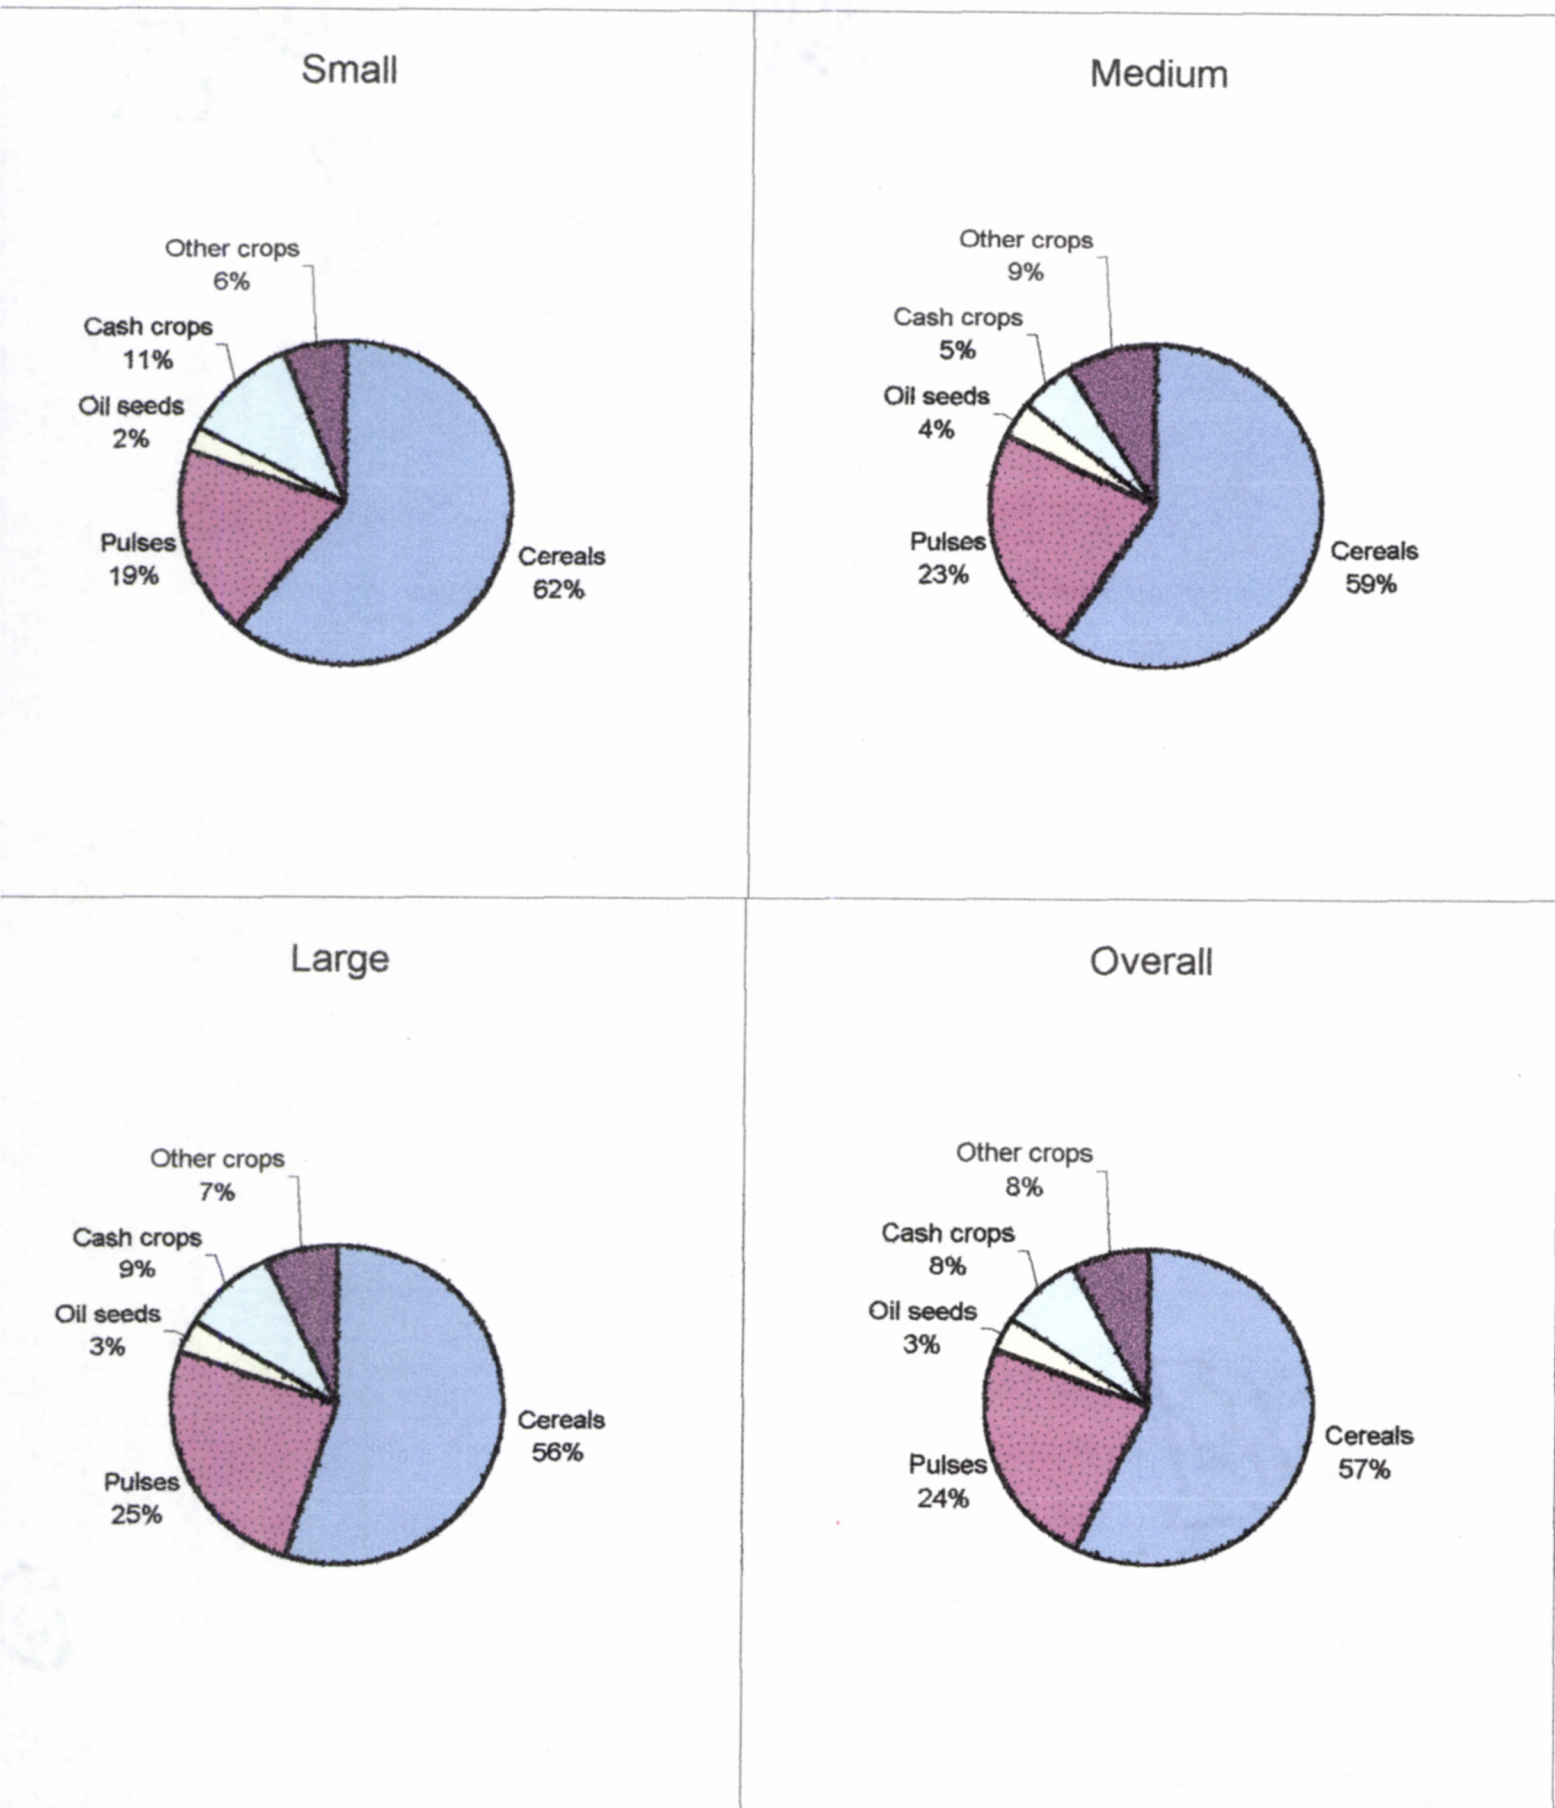 Small
Other crops
6%
Cash crops
11%
Oil seeds
2%
Pulses
19%
Cereals
62%
Medium
Other crops
9%
Cash crops
5%
Oil seeds
4%
Pulses
23%
Cereals
59%
Large
Other crops
7%
Cash crops
9%
Oil seeds
3%
Pulses
25%
Cereals
56%
Overall
Other crops
8%
Cash crops
8%
Oil seeds
3%
Pulses
24%
Cereals
57%